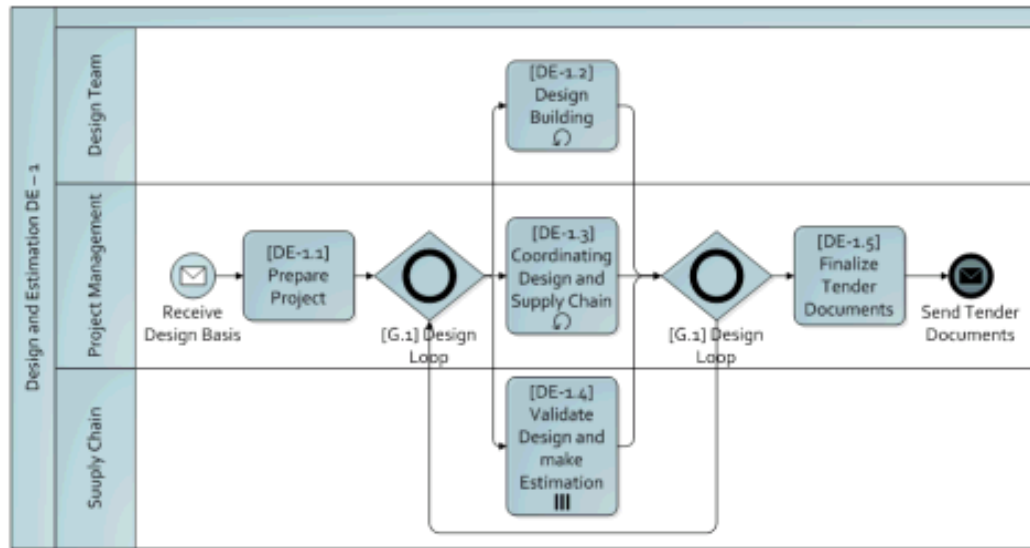 Design and Estimation DE – 1
Design Team
[DE-1.2]
Design
Building
Project Management
Receive
Design Basis
[DE-1.1]
Prepare
Project
[G.1] Design
Loop
[DE-1.3]
Coordinating
Design and
Supply Chain
[G.1] Design
Loop
[DE-1.5]
Finalize
Tender
Documents
Send Tender
Documents
Suuply Chain
[DE-1.4]
Validate
Design and
make
Estimation